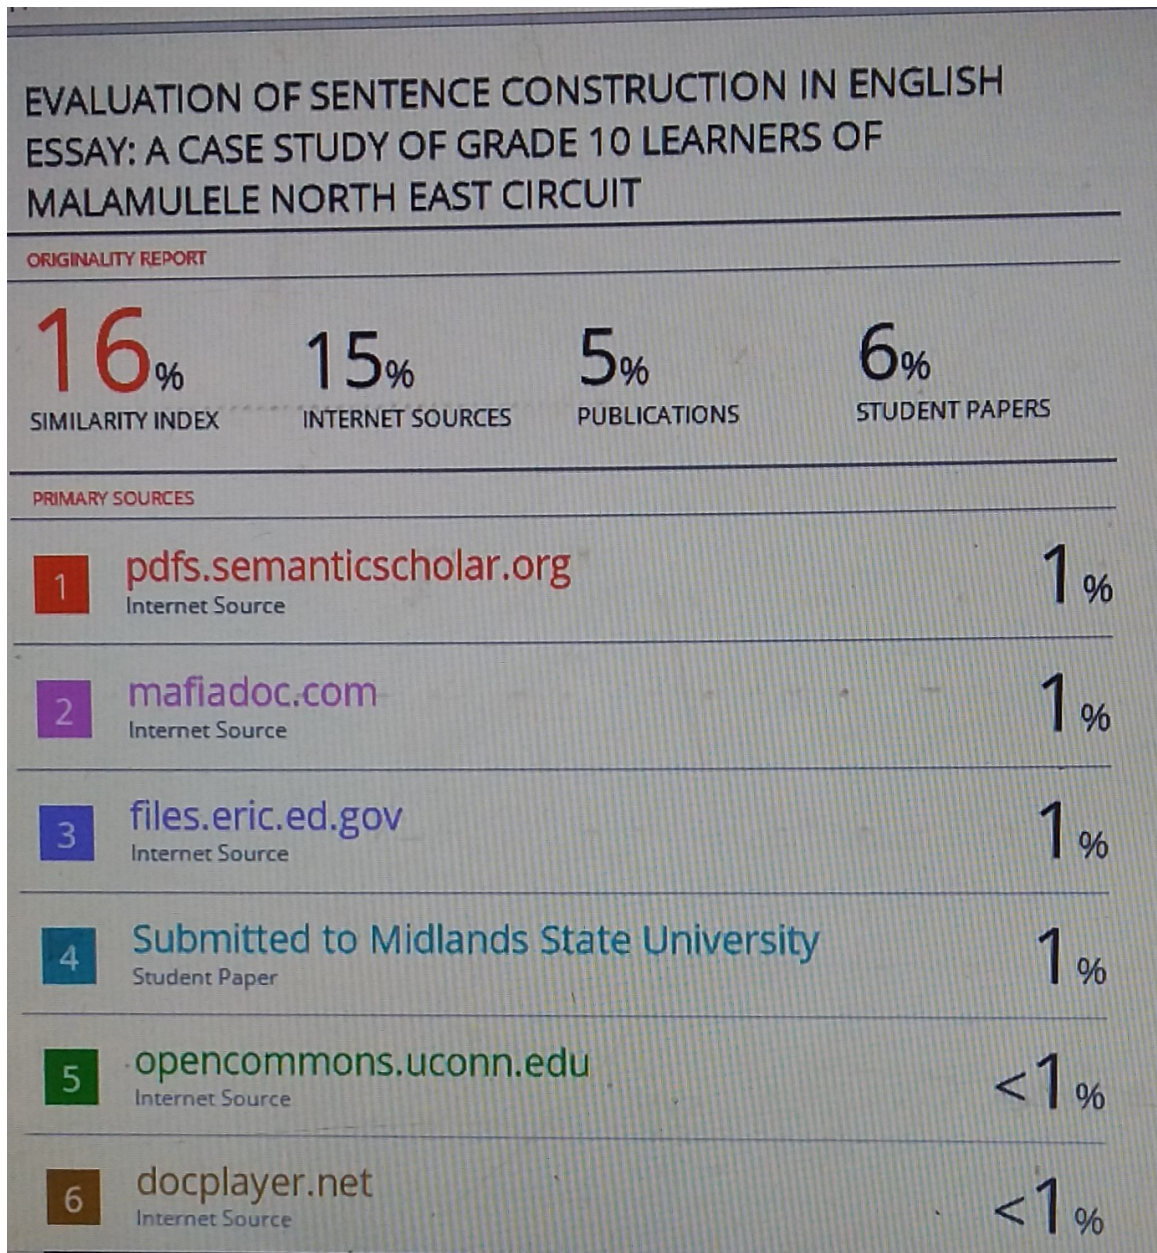 EVALUATION OF SENTENCE CONSTRUCTION IN ENGLISH
ESSAY: A CASE STUDY OF GRADE 10 LEARNERS OF
MALAMULELE NORTH EAST CIRCUIT
ORIGINALITY REPORT
16% 15% 5% 6%
SIMILARITY INDEX INTERNET SOURCES PUBLICATIONS STUDENT PAPERS
PRIMARY SOURCES
1 pdfs.semanticscholar.org 1%
Internet Source
2 mafiadoc.com 1%
Internet Source
3 files.eric.ed.gov 1%
Internet Source
4 Submitted to Midlands State University 1%
Student Paper
5 opencommons.uconn.edu <1%
Internet Source
6 docplayer.net <1%
Internet Source